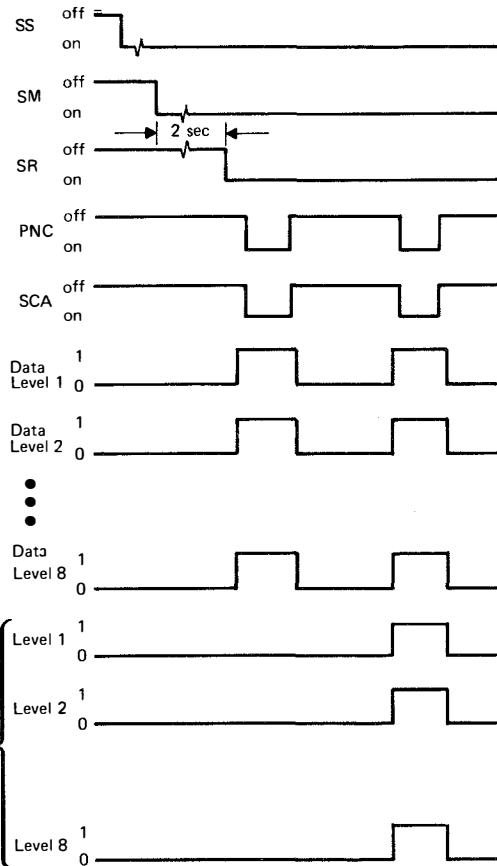 SS off
on
SM off
on
2 sec
SR off
on
PNC off
on
SCA off
on
Data
Level 1 1
0
Data
Level 2 1
0
Data
Level 8 1
0
Level 1 1
0
Level 2 1
0
Level 8 1
0